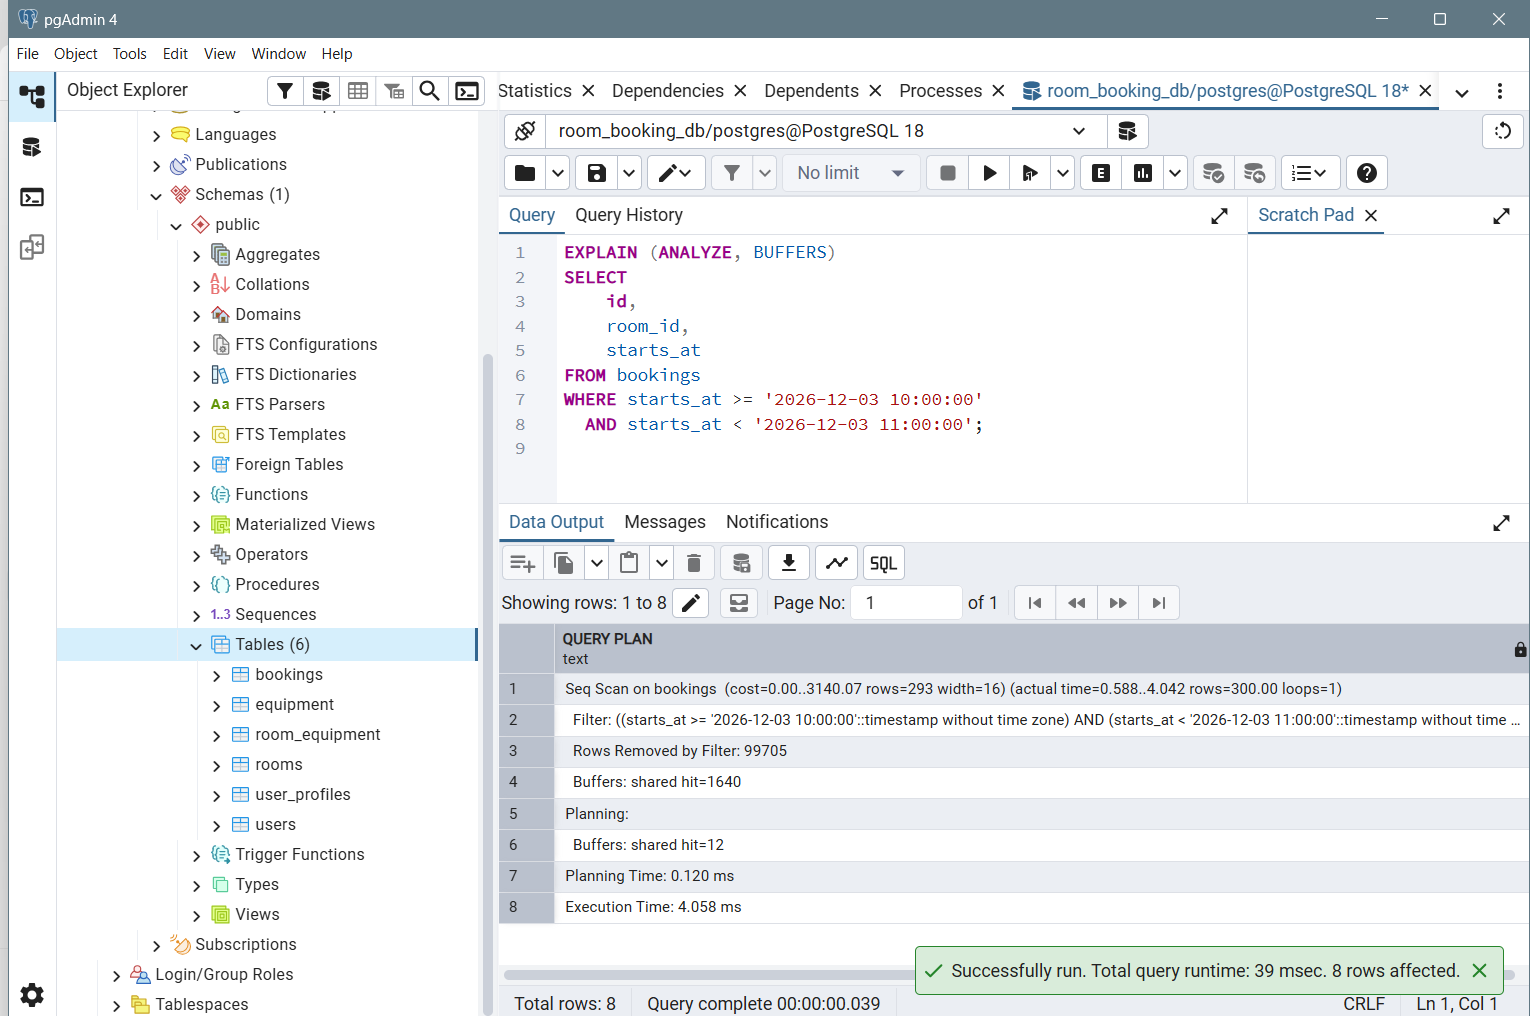 pgAdmin 4
File Object Tools Edit View Window Help
Object Explorer
Languages
Publications
Schemas (1)
public
Aggregates
Collations
Domains
FTS Configurations
FTS Dictionaries
Aa FTS Parsers
FTS Templates
Foreign Tables
Functions
Materialized Views
Operators
Procedures
1..3 Sequences
Tables (6)
bookings
equipment
room_equipment
rooms
user_profiles
users
Trigger Functions
Types
Views
Subscriptions
Login/Group Roles
Tablespaces
Statistics Dependencies Dependents Processes room_booking_db/postgres@PostgreSQL 18*
room_booking_db/postgres@PostgreSQL 18
No limit E
Query Query History Scratch Pad
1 EXPLAIN (ANALYZE, BUFFERS)
2 SELECT
3 id,
4 room_id,
5 starts_at
6 FROM bookings
7 WHERE starts_at >= '2026-12-03 10:00:00'
8 AND starts_at < '2026-12-03 11:00:00';
9
Data Output Messages Notifications
SQL
Showing rows: 1 to 8 Page No: 1 of 1
QUERY PLAN
text
1 Seq Scan on bookings (cost=0.00..3140.07 rows=293 width=16) (actual time=0.588..4.042 rows=300.00 loops=1)
2 Filter: ((starts_at >= '2026-12-03 10:00:00'::timestamp without time zone) AND (starts_at < '2026-12-03 11:00:00'::timestamp without time ...
3 Rows Removed by Filter: 99705
4 Buffers: shared hit=1640
5 Planning:
6 Buffers: shared hit=12
7 Planning Time: 0.120 ms
8 Execution Time: 4.058 ms
Successfully run. Total query runtime: 39 msec. 8 rows affected.
Total rows: 8 Query complete 00:00:00.039 CRLF Ln 1, Col 1